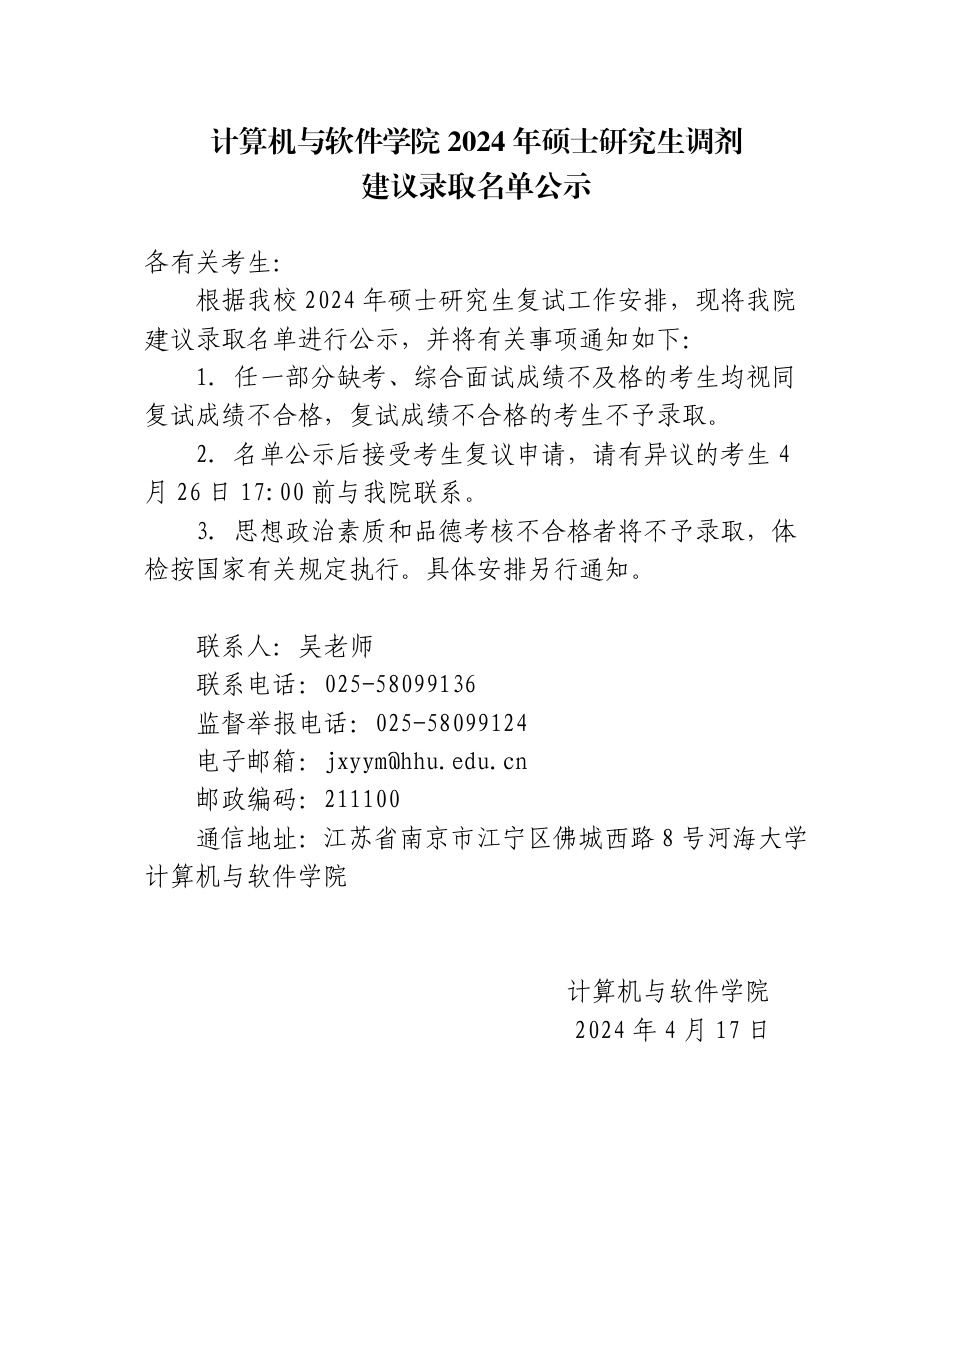 计算机与软件学院 2024 年硕士研究生调剂
建议录取名单公示
各有关考生：
根据我校 2024 年硕士研究生复试工作安排，现将我院
建议录取名单进行公示，并将有关事项通知如下：
1. 任一部分缺考、综合面试成绩不及格的考生均视同
复试成绩不合格，复试成绩不合格的考生不予录取。
2. 名单公示后接受考生复议申请，请有异议的考生 4
月 26 日 17:00 前与我院联系。
3. 思想政治素质和品德考核不合格者将不予录取，体
检按国家有关规定执行。具体安排另行通知。
联系人：吴老师
联系电话：025-58099136
监督举报电话：025-58099124
电子邮箱：jxyym@hhu.edu.cn
邮政编码：211100
通信地址：江苏省南京市江宁区佛城西路 8 号河海大学
计算机与软件学院
计算机与软件学院
2024 年 4 月 17 日